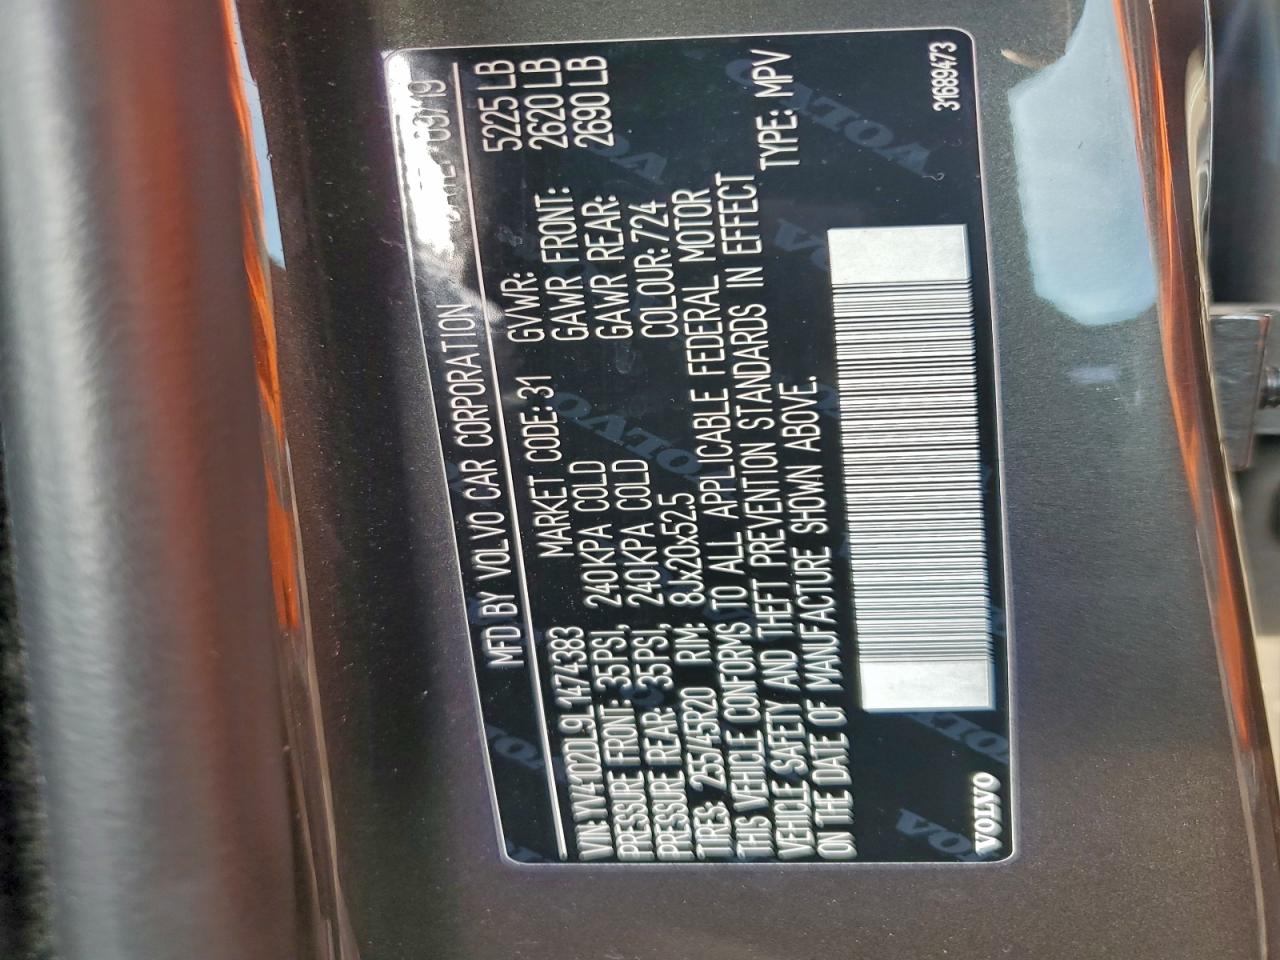 MFD BY VOLVO CAR CORPORATION 09/19
VIN: YV4102DL9L1474383 MARKET CODE: 31 GVWR: 5225 LB
PRESSURE FRONT: 35PSI, 240KPA COLD GAWR FRONT: 2620 LB
PRESSURE REAR: 35PSI, 240KPA COLD GAWR REAR: 2690 LB
TIRES: 255/45R20 RIM: 8Jx20x52.5 COLOUR: 724
THIS VEHICLE CONFORMS TO ALL APPLICABLE FEDERAL MOTOR
VEHICLE SAFETY AND THEFT PREVENTION STANDARDS IN EFFECT
ON THE DATE OF MANUFACTURE SHOWN ABOVE. TYPE: MPV
VOLVO 31689473